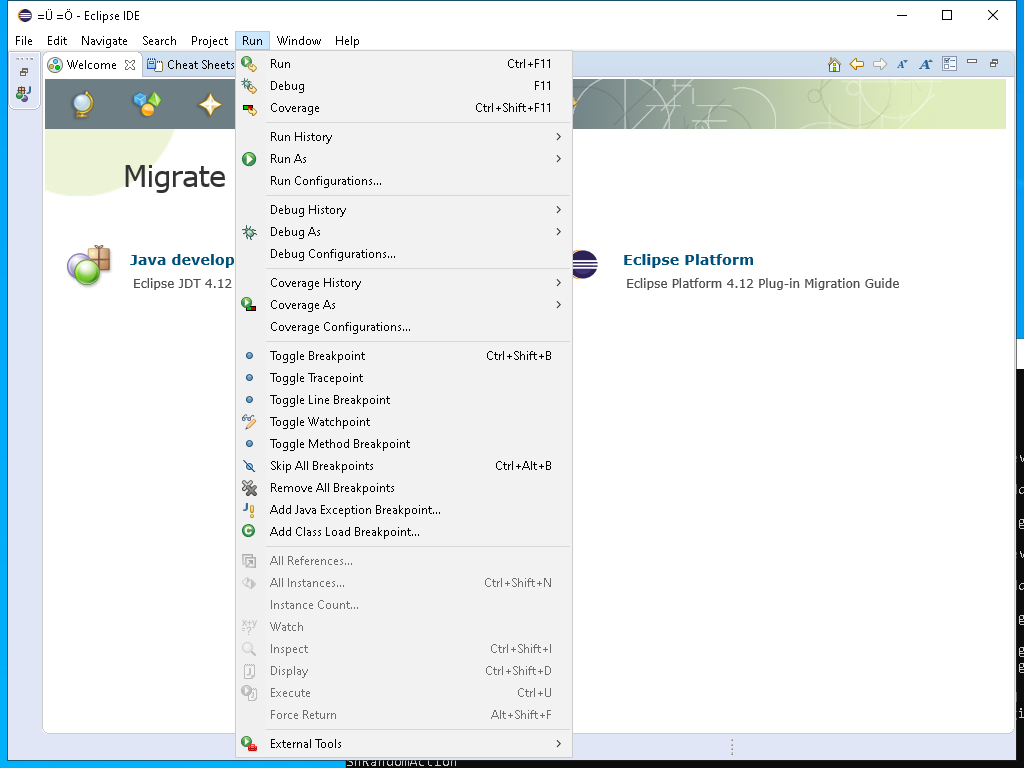 =Ü =Ö - Eclipse IDE
File Edit Navigate Search Project Run Window Help
Welcome Cheat Sheets
Run Ctrl+F11
Debug F11
Coverage Ctrl+Shift+F11
Run History
Run As
Run Configurations...
Debug History
Debug As
Debug Configurations...
Coverage History
Coverage As
Coverage Configurations...
Toggle Breakpoint Ctrl+Shift+B
Toggle Tracepoint
Toggle Line Breakpoint
Toggle Watchpoint
Toggle Method Breakpoint
Skip All Breakpoints Ctrl+Alt+B
Remove All Breakpoints
Add Java Exception Breakpoint...
Add Class Load Breakpoint...
All References...
All Instances... Ctrl+Shift+N
Instance Count...
Watch
Inspect Ctrl+Shift+I
Display Ctrl+Shift+D
Execute Ctrl+U
Force Return Alt+Shift+F
External Tools
Migrate
Java develop
Eclipse JDT 4.12
Eclipse Platform
Eclipse Platform 4.12 Plug-in Migration Guide